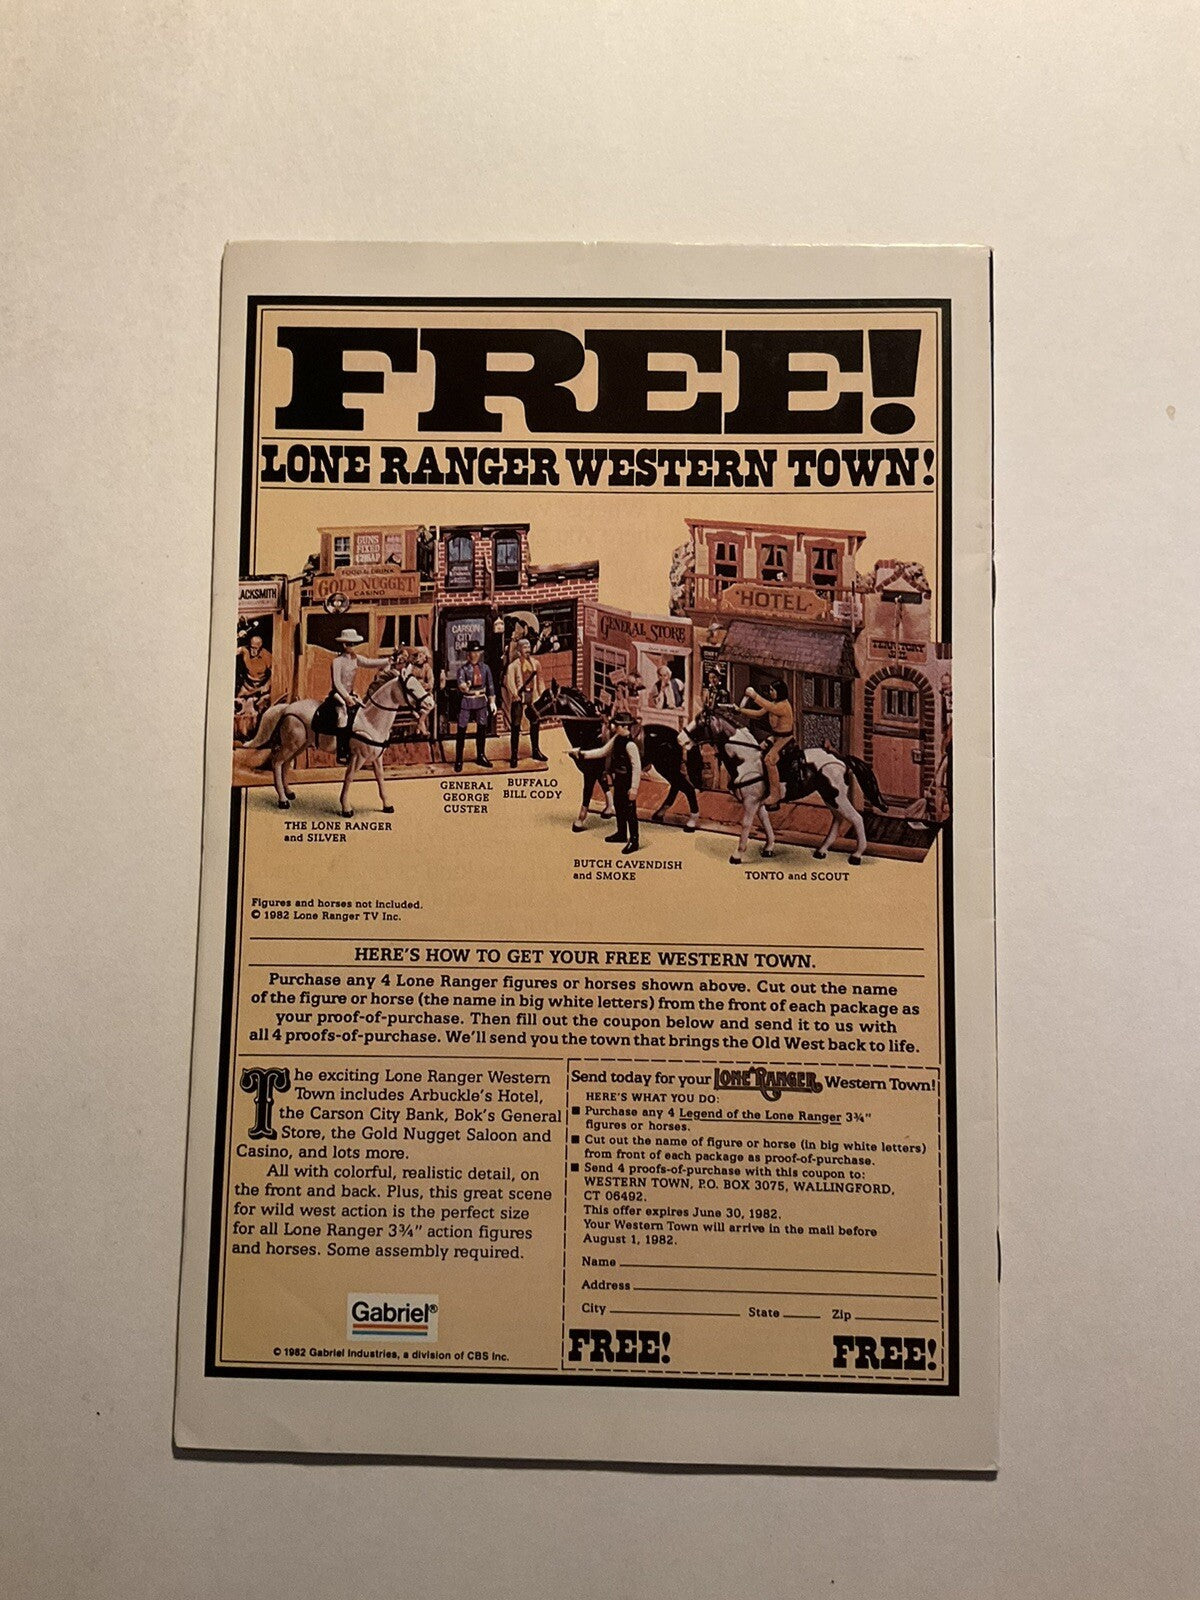 FREE!
LONE RANGER WESTERN TOWN!
GUNS
FIXED
CHEAP
FOOD & DRINK
GOLD NUGGET
CASINO
ACKSMITH
CARSON
CITY
GENERAL STORE
HOTEL
THE LONE RANGER
and SILVER
GENERAL
GEORGE
CUSTER
BUFFALO
BILL CODY
BUTCH CAVENDISH
and SMOKE
TONTO and SCOUT
Figures and horses not included.
© 1982 Lone Ranger TV Inc.
HERE'S HOW TO GET YOUR FREE WESTERN TOWN.
Purchase any 4 Lone Ranger figures or horses shown above. Cut out the name
of the figure or horse (the name in big white letters) from the front of each package as
your proof-of-purchase. Then fill out the coupon below and send it to us with
all 4 proofs-of-purchase. We'll send you the town that brings the Old West back to life.
The exciting Lone Ranger Western
Town includes Arbuckle's Hotel,
the Carson City Bank, Bok's General
Store, the Gold Nugget Saloon and
Casino, and lots more.
All with colorful, realistic detail, on
the front and back. Plus, this great scene
for wild west action is the perfect size
for all Lone Ranger 3¾" action figures
and horses. Some assembly required.
Gabriel®
© 1982 Gabriel Industries, a division of CBS Inc.
Send today for your LONE RANGER Western Town!
HERE'S WHAT YOU DO:
■ Purchase any 4 Legend of the Lone Ranger 3¾"
figures or horses.
■ Cut out the name of figure or horse (in big white letters)
from front of each package as proof-of-purchase.
■ Send 4 proofs-of-purchase with this coupon to:
WESTERN TOWN, P.O. BOX 3075, WALLINGFORD,
CT 06492.
This offer expires June 30, 1982.
Your Western Town will arrive in the mail before
August 1, 1982.
Name
Address
City State Zip
FREE! FREE!